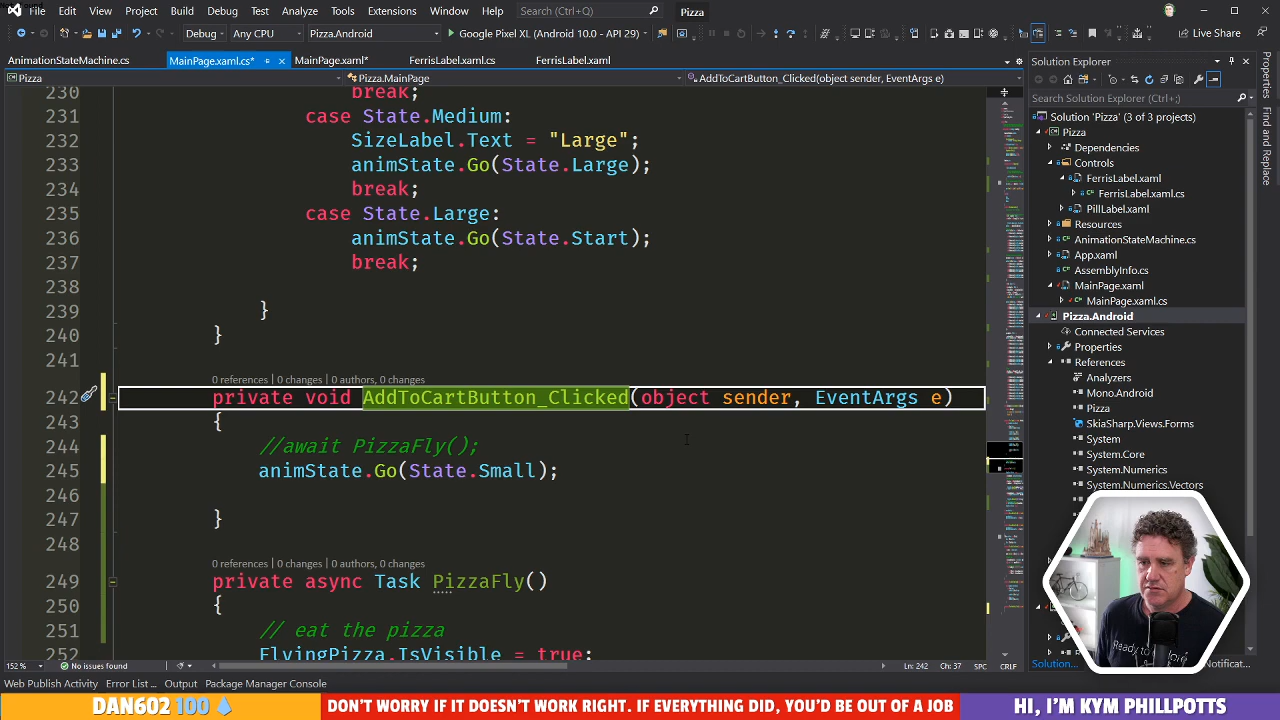 File Edit View Project Build Debug Test Analyze Tools Extensions Window Help Search (Ctrl+Q) Pizza
Debug Any CPU Pizza.Android Google Pixel XL (Android 10.0 - API 29) Live Share
AnimationStateMachine.cs MainPage.xaml.cs* MainPage.xaml* FerrisLabel.xaml.cs FerrisLabel.xaml
Pizza Pizza.MainPage AddToCartButton_Clicked(object sender, EventArgs e)
230 break;
231 case State.Medium:
232 SizeLabel.Text = "Large";
233 animState.Go(State.Large);
234 break;
235 case State.Large:
236 animState.Go(State.Start);
237 break;
238
239 }
240 }
241
0 references | 0 changes | 0 authors, 0 changes
242 private void AddToCartButton_Clicked(object sender, EventArgs e)
243 {
244 //await PizzaFly();
245 animState.Go(State.Small);
246
247 }
248
0 references | 0 changes | 0 authors, 0 changes
249 private async Task PizzaFly()
250 {
251 // eat the pizza
252 FlyingPizza.IsVisible = true;
152 % No issues found Ln: 242 Ch: 37 SPC CRLF
Web Publish Activity Error List ... Output Package Manager Console
Solution Explorer
Search Solution Explorer (Ctrl+;)
Solution 'Pizza' (3 of 3 projects)
Pizza
Dependencies
Controls
FerrisLabel.xaml
FerrisLabel.xaml.cs
PillLabel.xaml
Resources
AnimationStateMachine.cs
App.xaml
AssemblyInfo.cs
MainPage.xaml
MainPage.xaml.cs
Pizza.Android
Connected Services
Properties
References
Analyzers
Mono.Android
Pizza
SkiaSharp.Views.Forms
System
System.Core
System.Numerics
System.Numerics.Vectors
Solution... Notificat...
Properties
Find and Replace
DAN602 100
DON'T WORRY IF IT DOESN'T WORK RIGHT. IF EVERYTHING DID, YOU'D BE OUT OF A JOB
HI, I'M KYM PHILLPOTTS